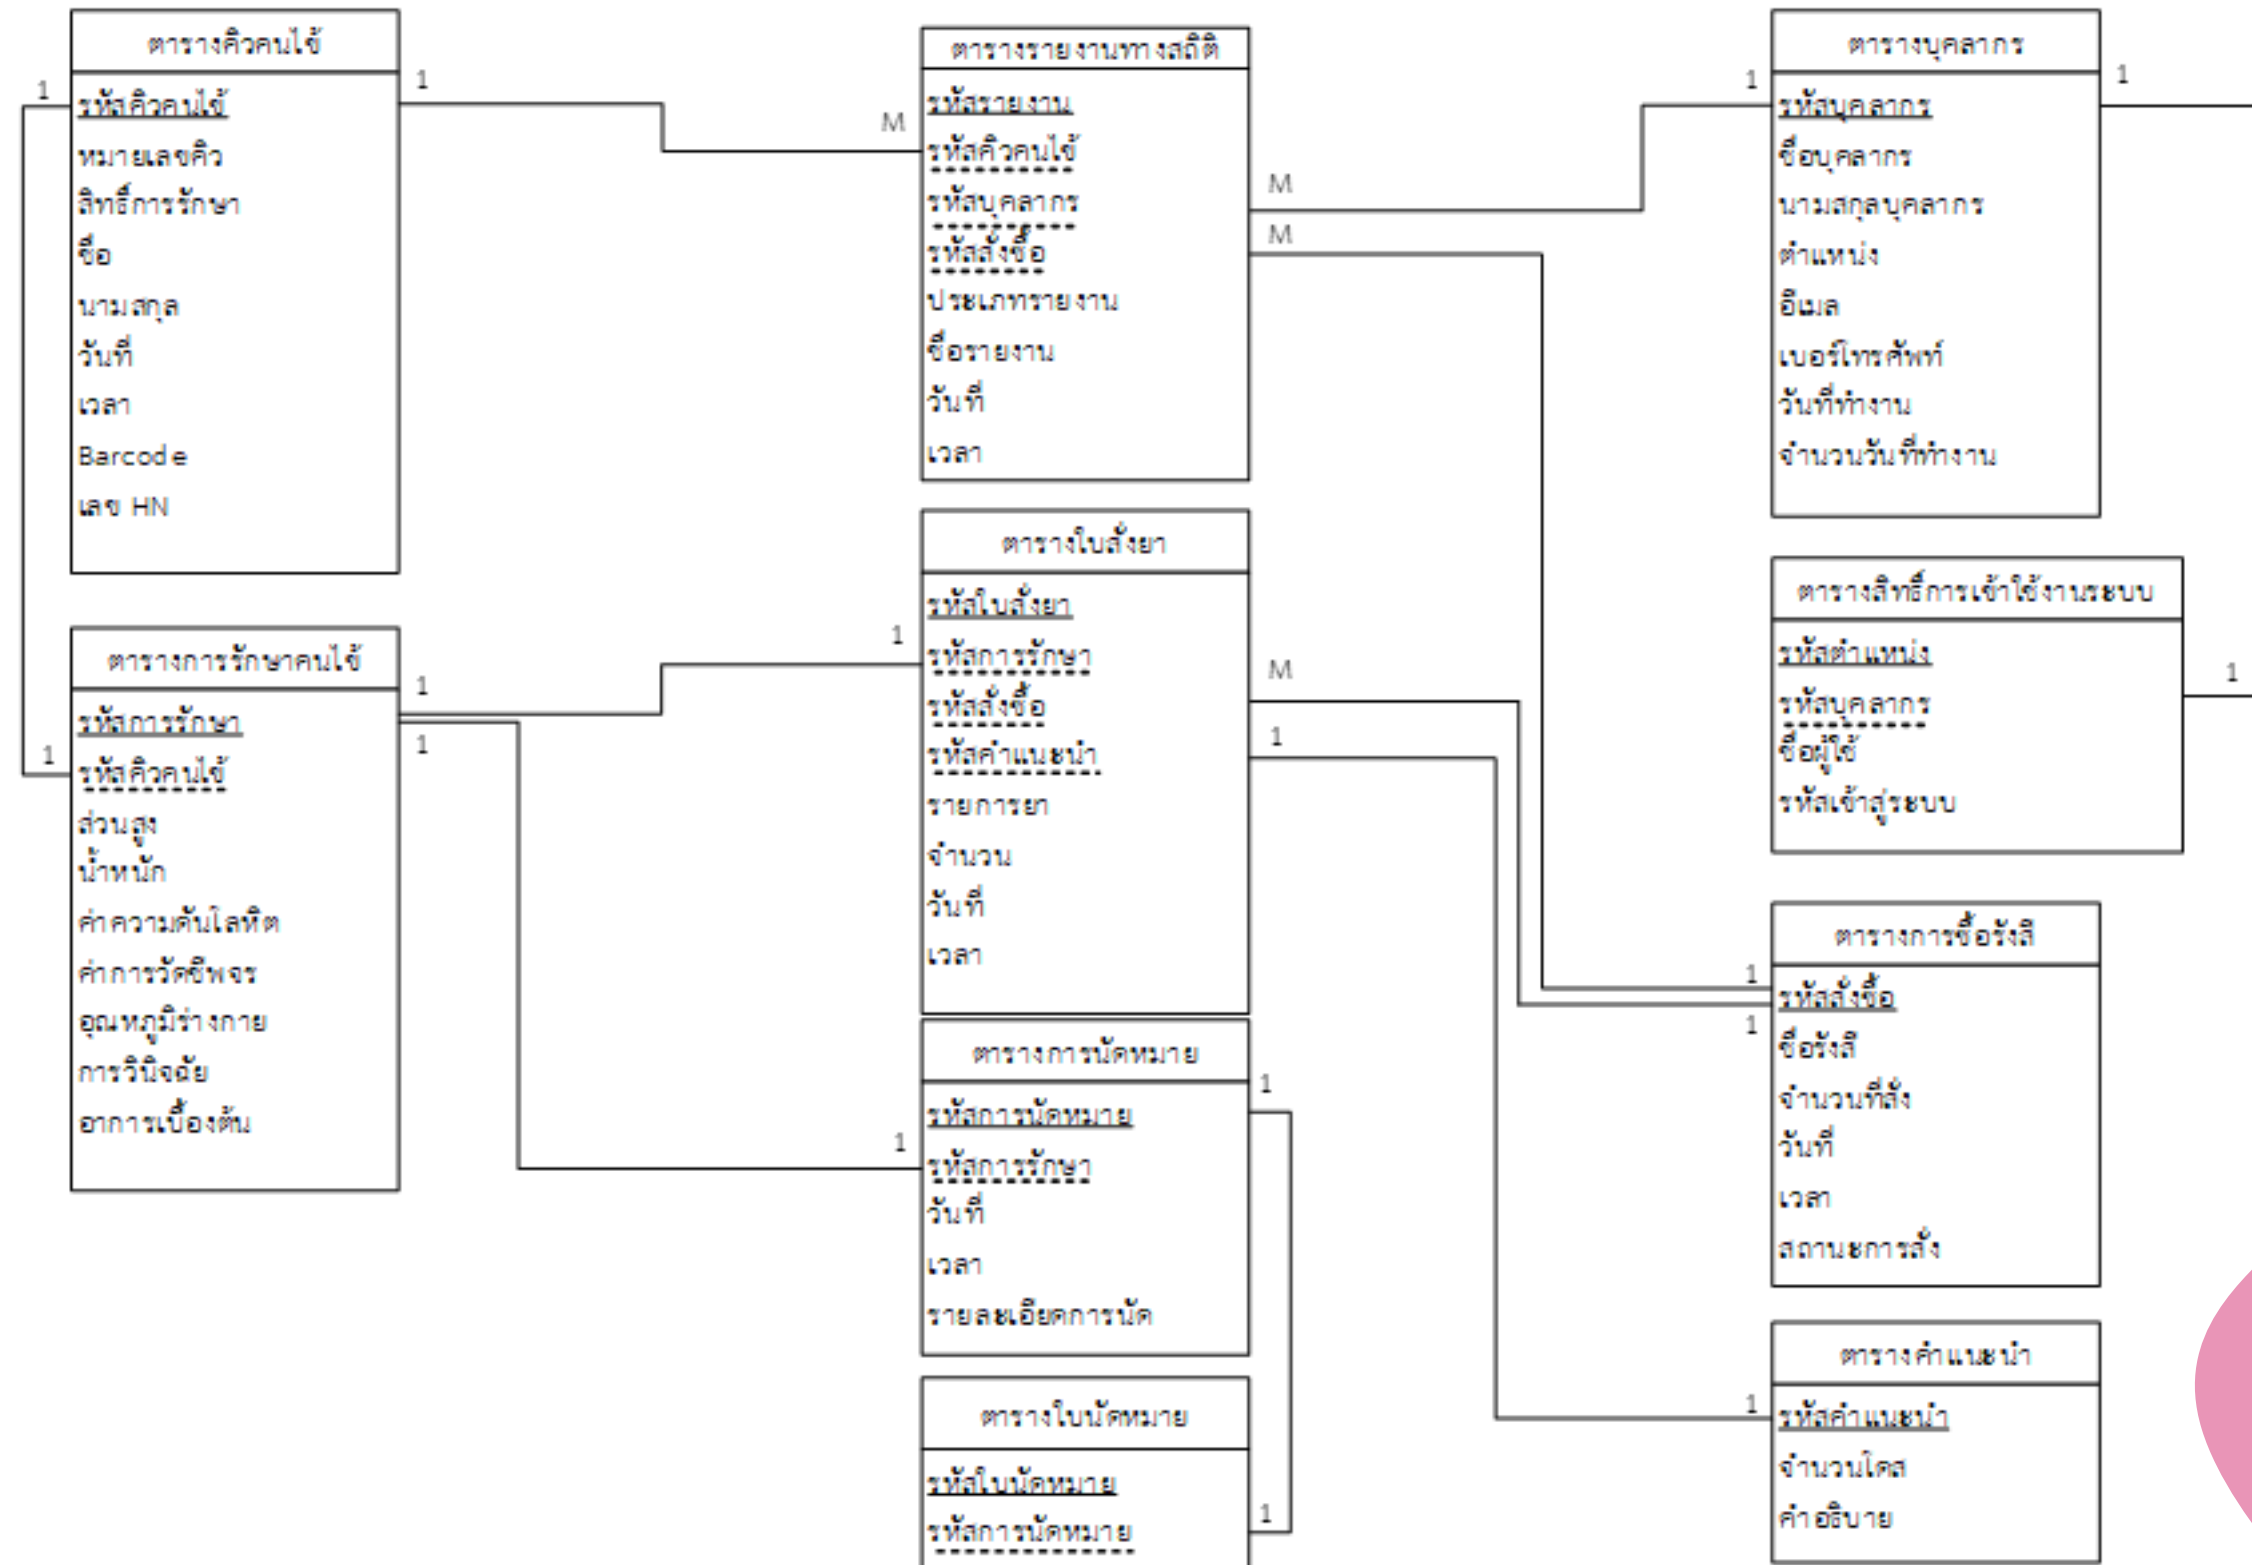 ตารางคิวคนไข้
1
รหัสคิวคนไข้
หมายเลขคิว
สิทธิ์การรักษา
ชื่อ
นามสกุล
วันที่
เวลา
Barcode
เลข HN
1
ตารางการรักษาคนไข้
รหัสการรักษา
1
รหัสคิวคนไข้
ส่วนสูง
น้ำหนัก
ค่าความดันโลหิต
ค่าการวัดชีพจร
อุณหภูมิร่างกาย
การวินิจฉัย
อาการเบื้องต้น
1
1
ตารางรายงานทางสถิติ
M
รหัสรายงาน
รหัสคิวคนไข้
รหัสบุคลากร
รหัสสั่งซื้อ
ประเภทรายงาน
ชื่อรายงาน
วันที่
เวลา
M
M
ตารางใบสั่งยา
1
รหัสใบสั่งยา
รหัสการรักษา
รหัสสั่งซื้อ
รหัสคำแนะนำ
รายการยา
จำนวน
วันที่
เวลา
M
1
ตารางการนัดหมาย
1
รหัสการนัดหมาย
1
รหัสการรักษา
วันที่
เวลา
รายละเอียดการนัด
ตารางใบนัดหมาย
รหัสใบนัดหมาย
รหัสการนัดหมาย
1
ตารางบุคลากร
1
1
รหัสบุคลากร
ชื่อบุคลากร
นามสกุลบุคลากร
ตำแหน่ง
อีเมล
เบอร์โทรศัพท์
วันที่ทำงาน
จำนวนวันที่ทำงาน
ตารางสิทธิ์การเข้าใช้งานระบบ
รหัสตำแหน่ง
รหัสบุคลากร
1
ชื่อผู้ใช้
รหัสเข้าสู่ระบบ
ตารางการซื้อรังสี
1
รหัสสั่งซื้อ
1
ชื่อรังสี
จำนวนที่สั่ง
วันที่
เวลา
สถานะการสั่ง
ตารางคำแนะนำ
1
รหัสคำแนะนำ
จำนวนโดส
คำอธิบาย